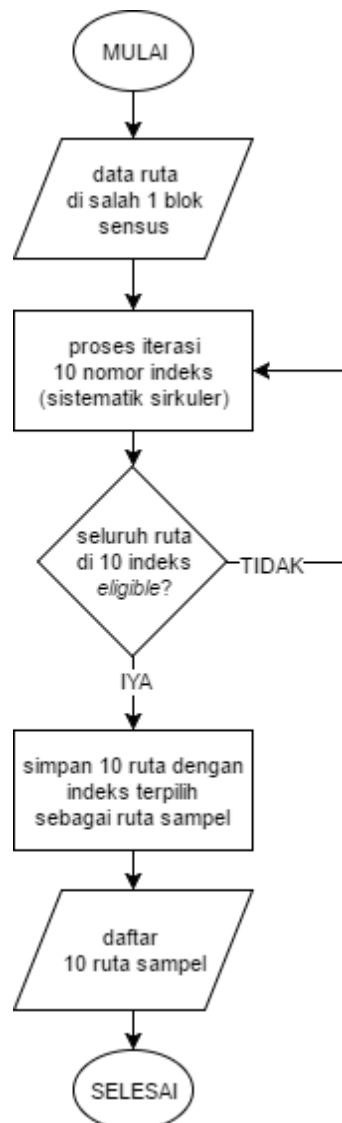 MULAI
data ruta
di salah 1 blok
sensus
proses iterasi
10 nomor indeks
(sistematik sirkuler)
seluruh ruta
di 10 indeks
eligible?
TIDAK
IYA
simpan 10 ruta dengan
indeks terpilih
sebagai ruta sampel
daftar
10 ruta sampel
SELESAI